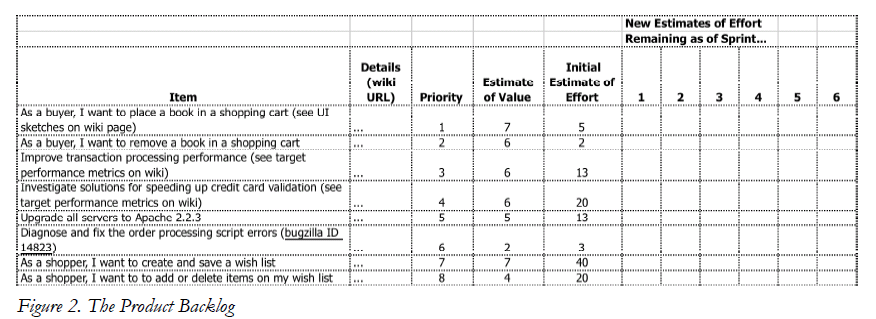 New Estimates of Effort
Remaining as of Sprint...
Details
(wiki
URL)
Initial
Estimate Estimate of
Item Priority of Value Effort 1 2 3 4 5 6
As a buyer, I want to place a book in a shopping cart (see UI
sketches on wiki page) ... 1 7 5
As a buyer, I want to remove a book in a shopping cart ... 2 6 2
Improve transaction processing performance (see target
performance metrics on wiki) ... 3 6 13
Investigate solutions for speeding up credit card validation (see
target performance metrics on wiki) ... 4 6 20
Upgrade all servers to Apache 2.2.3 ... 5 5 13
Diagnose and fix the order processing script errors (bugzilla ID
14823) ... 6 2 3
As a shopper, I want to create and save a wish list ... 7 7 40
As a shopper, I want to to add or delete items on my wish list ... 8 4 20
Figure 2. The Product Backlog